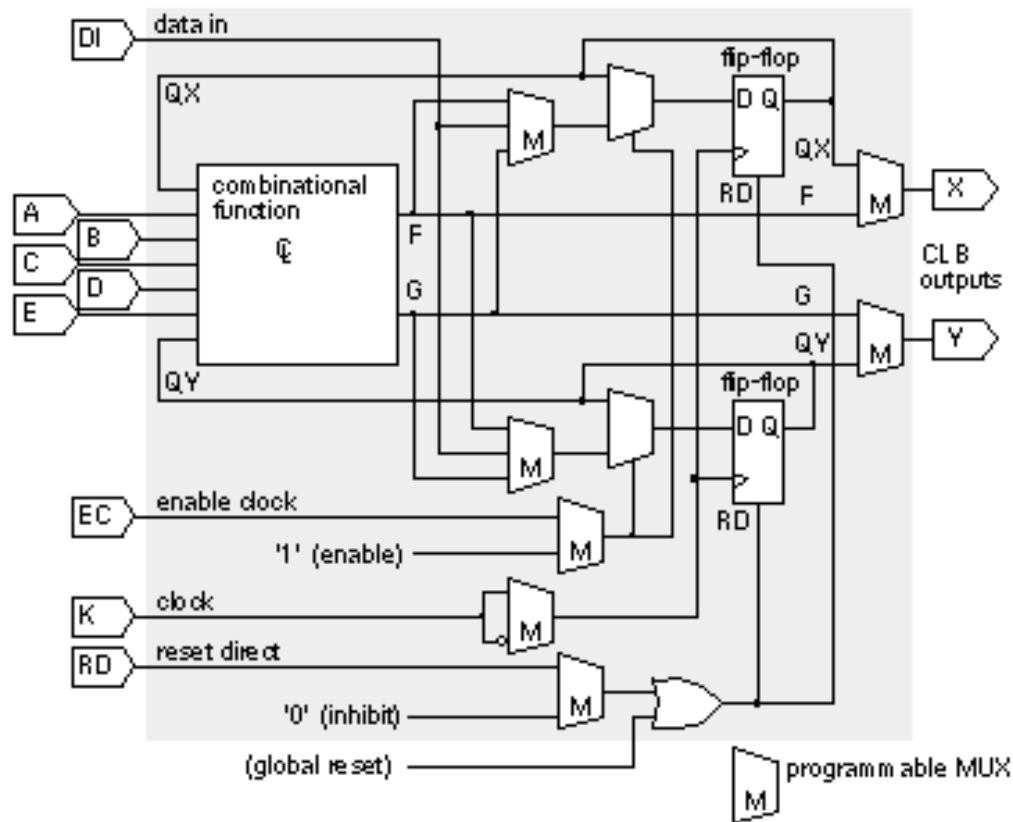 DI
data in
flip-flop
QX
D Q
M
QX
combinational
function
CL
RD
A
F
M
X
B
F
C
CLB
outputs
D
G
G
E
QY
M
Y
QY
flip-flop
D Q
M
EC
enable clock
RD
'1' (enable)
M
K
clock
M
RD
reset direct
'0' (inhibit)
M
(global reset)
programmable MUX
M